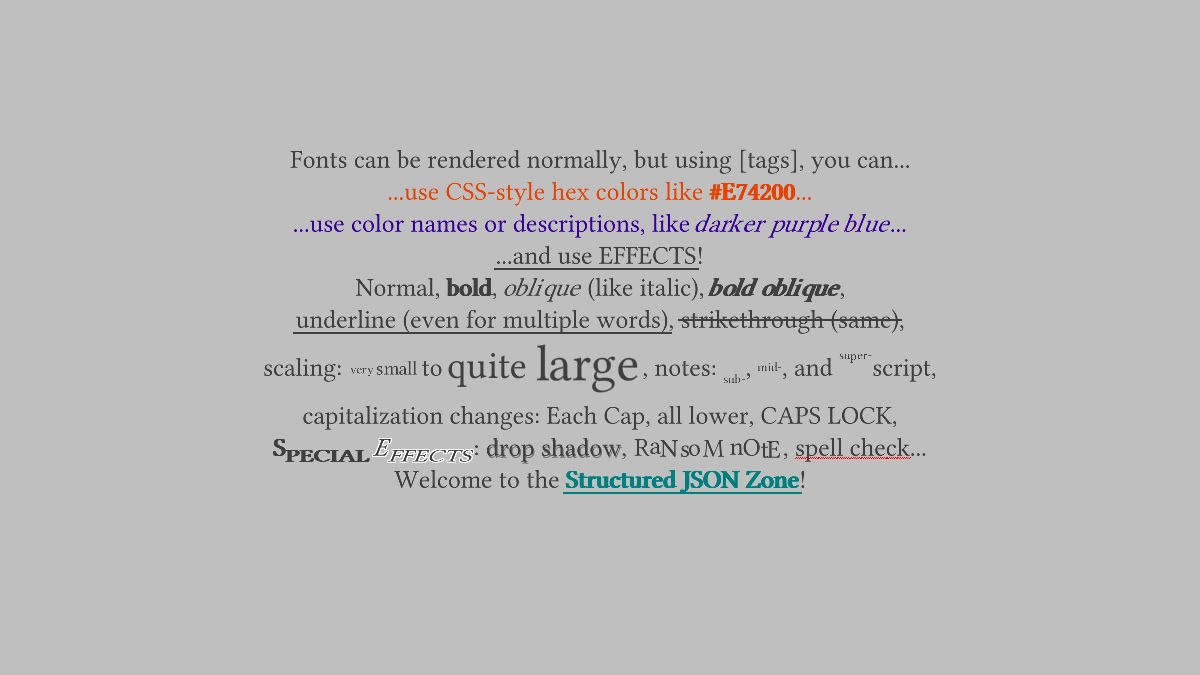 Fonts can be rendered normally, but using [tags], you can...
...use CSS-style hex colors like #E74200...
...use color names or descriptions, like darker purple blue...
...and use EFFECTS!
Normal, bold, oblique (like italic), bold oblique,
underline (even for multiple words), strikethrough (same),
scaling: very small to quite large, notes: sub-, mid-, and super-script,
capitalization changes: Each Cap, all lower, CAPS LOCK,
SPECIAL EFFECTS: drop shadow, RaNsoM nOtE, spell check...
Welcome to the Structured JSON Zone!